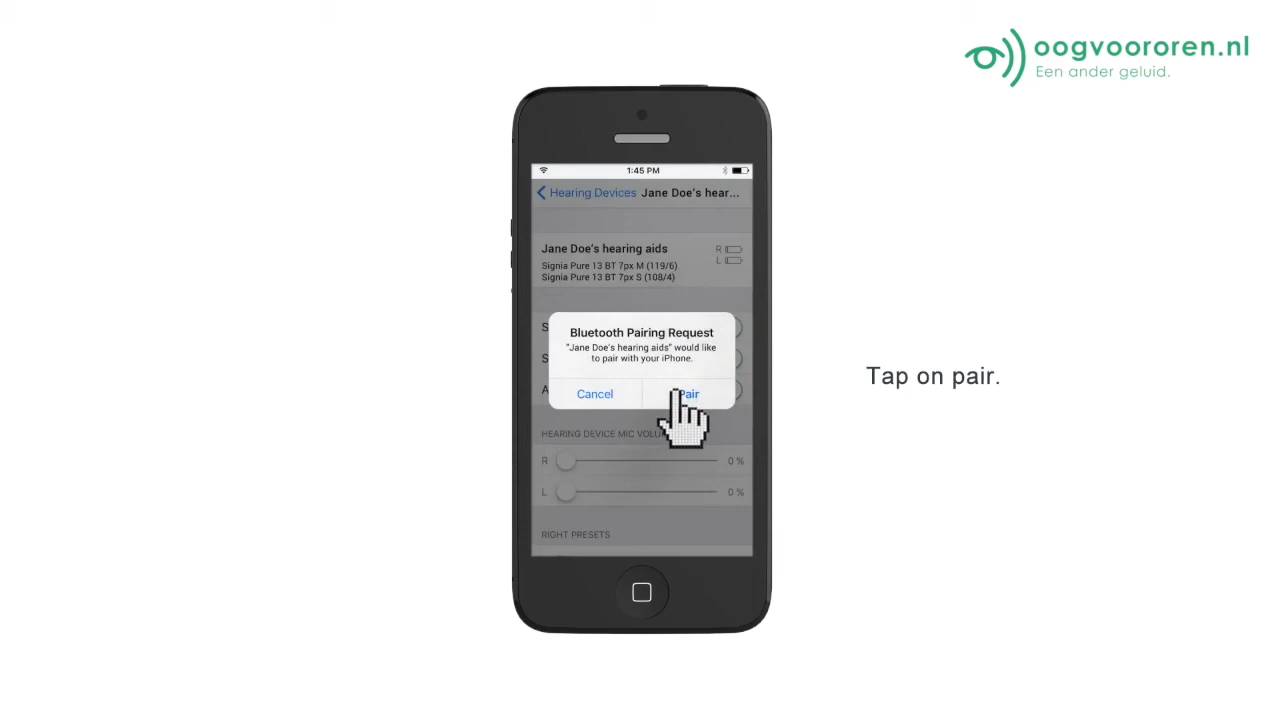 oogvoororen.nl
Een ander geluid.
1:45 PM
Hearing Devices Jane Doe's hear...
Jane Doe's hearing aids
R
L
Signia Pure 13 BT 7px M (119/6)
Signia Pure 13 BT 7px S (108/4)
S
S
A
Bluetooth Pairing Request
"Jane Doe's hearing aids" would like
to pair with your iPhone.
Cancel Pair
Tap on pair.
HEARING DEVICE MIC VOLU
R 0 %
L 0 %
RIGHT PRESETS